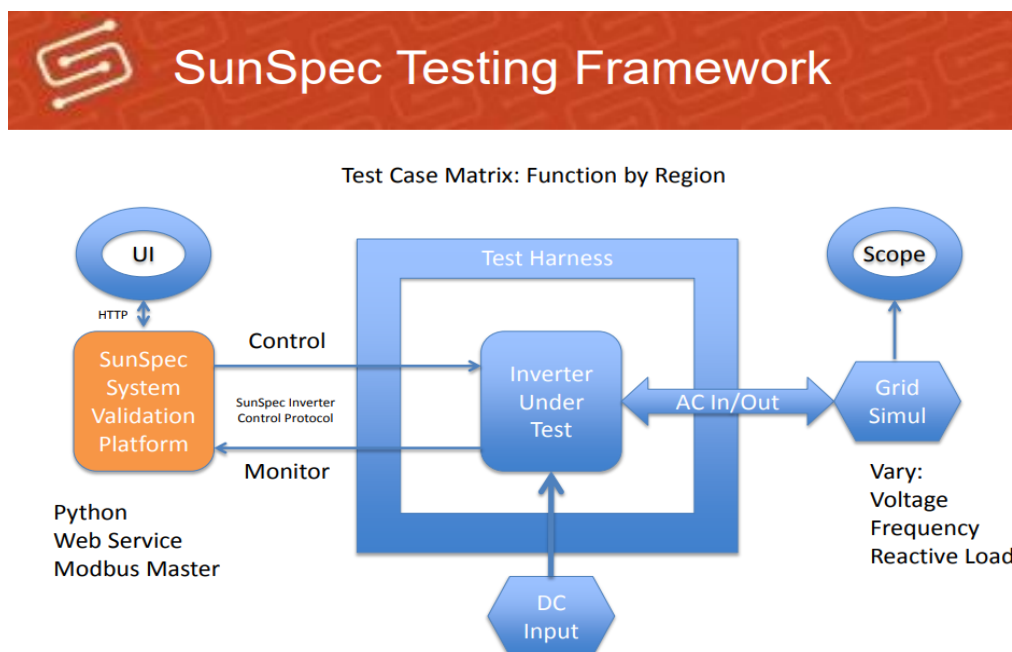 SunSpec Testing Framework
Test Case Matrix: Function by Region
UI
HTTP
SunSpec
System
Validation
Platform
Python
Web Service
Modbus Master
Control
SunSpec Inverter
Control Protocol
Monitor
Test Harness
Inverter
Under
Test
DC
Input
AC In/Out
Scope
Grid
Simul
Vary:
Voltage
Frequency
Reactive Load